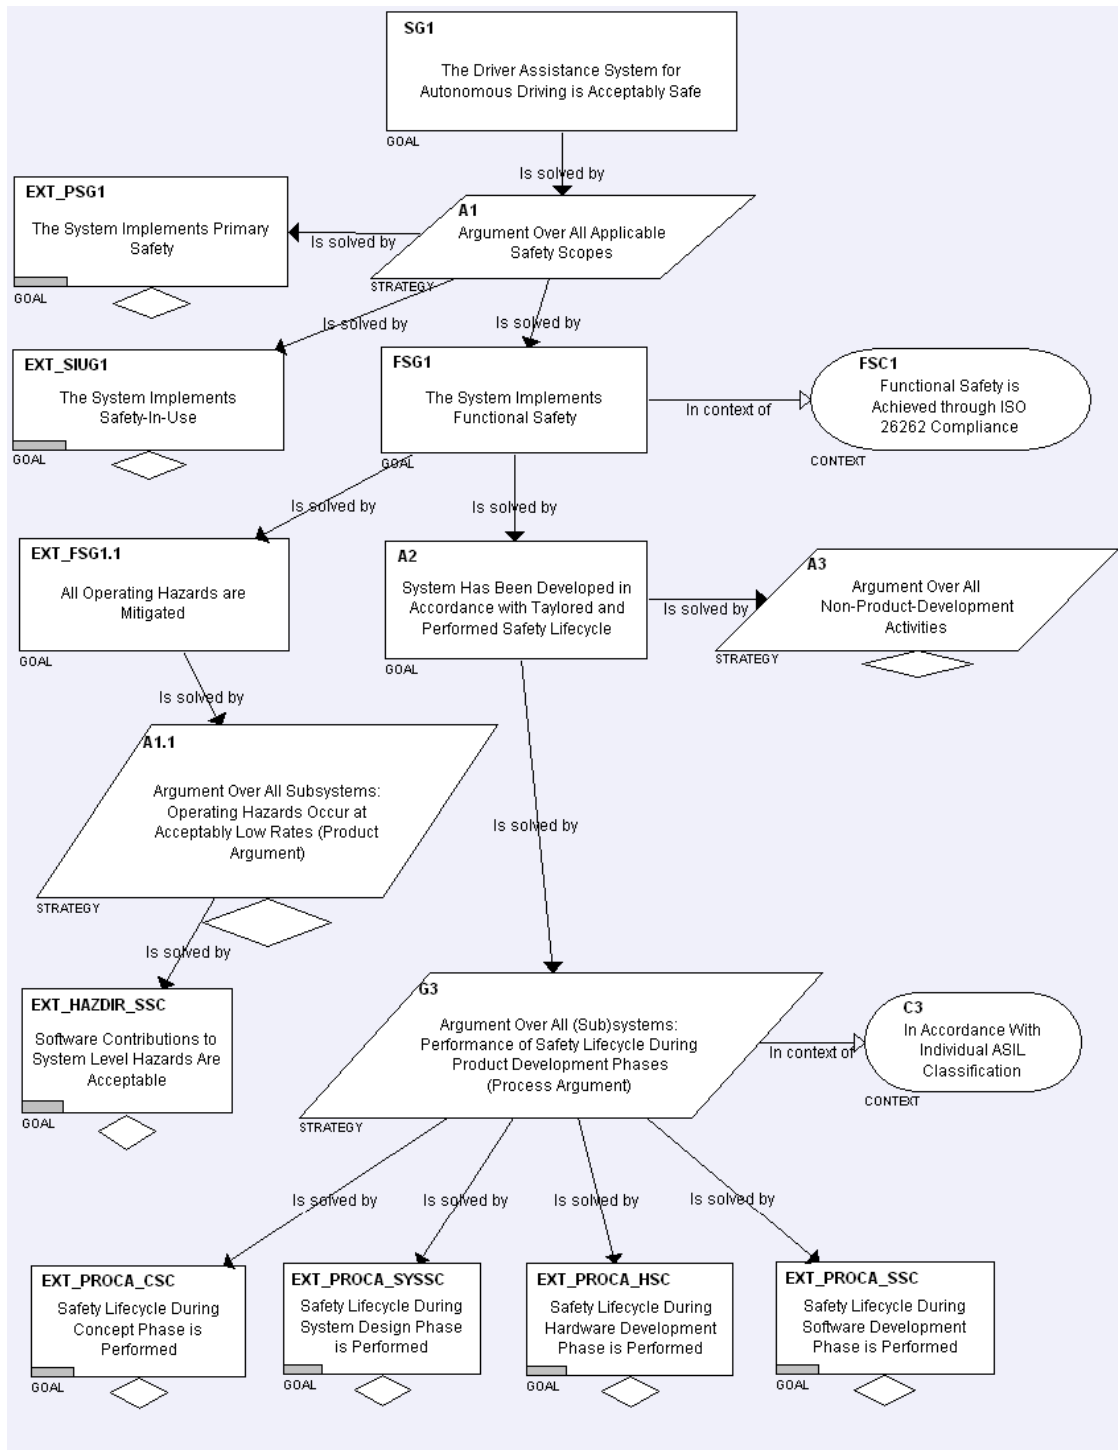 SG1
The Driver Assistance System for
Autonomous Driving is Acceptably Safe
GOAL
Is solved by
EXT_PSG1
The System Implements Primary
Safety
GOAL
Is solved by
A1
Argument Over All Applicable
Safety Scopes
STRATEGY
Is solved by
Is solved by
EXT_SIUG1
The System Implements
Safety-In-Use
GOAL
FSG1
The System Implements
Functional Safety
GOAL
In context of
FSC1
Functional Safety is
Achieved through ISO
26262 Compliance
CONTEXT
Is solved by
Is solved by
EXT_FSG1.1
All Operating Hazards are
Mitigated
GOAL
A2
System Has Been Developed in
Accordance with Taylored and
Performed Safety Lifecycle
GOAL
Is solved by
A3
Argument Over All
Non-Product-Development
Activities
STRATEGY
Is solved by
A1.1
Argument Over All Subsystems:
Operating Hazards Occur at
Acceptably Low Rates (Product
Argument)
STRATEGY
Is solved by
Is solved by
EXT_HAZDIR_SSC
Software Contributions to
System Level Hazards Are
Acceptable
GOAL
G3
Argument Over All (Sub)systems:
Performance of Safety Lifecycle During
Product Development Phases
(Process Argument)
STRATEGY
In context of
C3
In Accordance With
Individual ASIL
Classification
CONTEXT
Is solved by
Is solved by
Is solved by
Is solved by
EXT_PROCA_CSC
Safety Lifecycle During
Concept Phase is
Performed
GOAL
EXT_PROCA_SYSSC
Safety Lifecycle During
System Design Phase
is Performed
GOAL
EXT_PROCA_HSC
Safety Lifecycle During
Hardware Development
Phase is Performed
GOAL
EXT_PROCA_SSC
Safety Lifecycle During
Software Development
Phase is Performed
GOAL